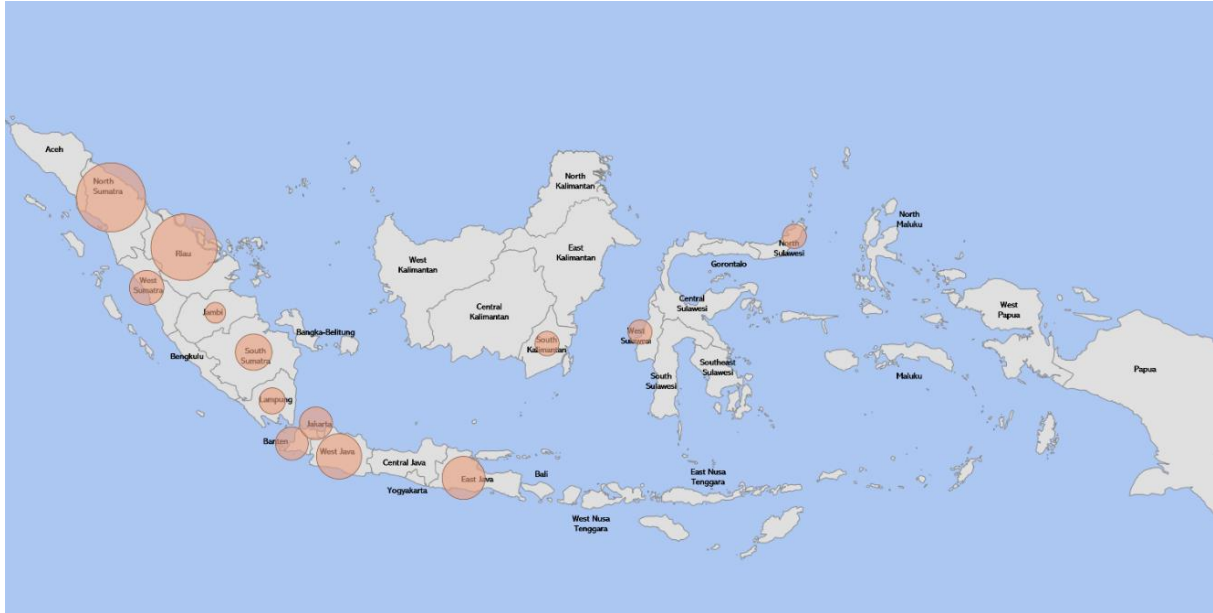 Aceh
North
Sumatra
Riau
West
Sumatra
Jambi
Bangka-Belitung
Bengkulu
South
Sumatra
Lampung
Jakarta
Banten
West Java
Central Java
Yogyakarta
East Java
Bali
West Nusa
Tenggara
East Nusa
Tenggara
North
Kalimantan
West
Kalimantan
East
Kalimantan
Central
Kalimantan
South
Kalimantan
North
Sulawesi
Gorontalo
Central
Sulawesi
West
Sulawesi
South
Sulawesi
Southeast
Sulawesi
North
Maluku
Maluku
West
Papua
Papua